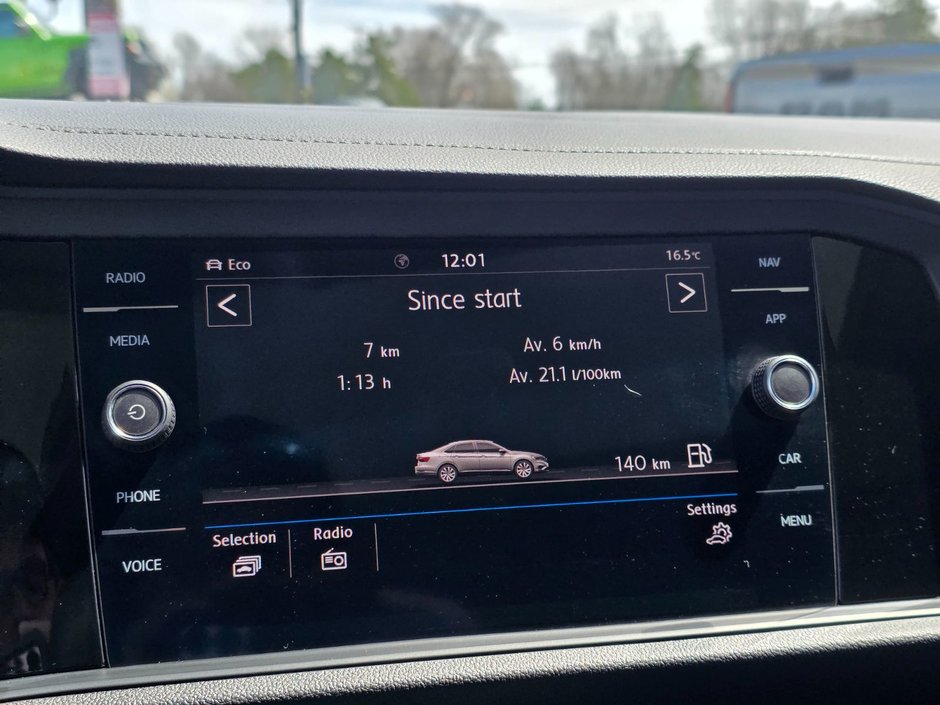 RADIO
MEDIA
PHONE
VOICE
Eco 12:01 16.5°C
< Since start >
7 km Av. 6 km/h
1:13 h Av. 21.1 l/100km
140 km
Selection Radio Settings
NAV
APP
CAR
MENU